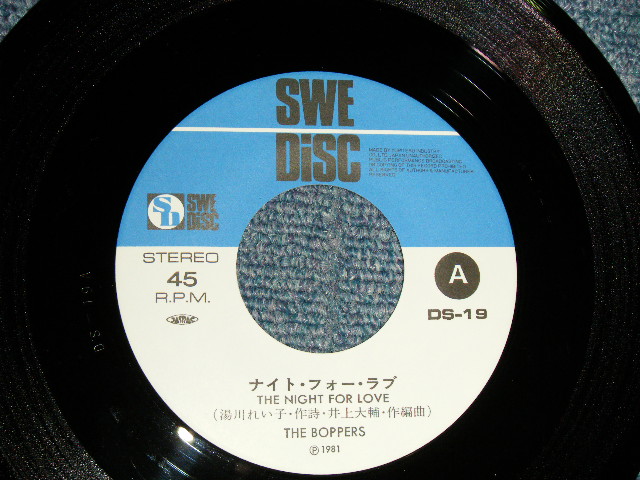 SWE
DiSC
SWE
DISC
STEREO
45
R.P.M.
A
DS-19
ナイト・フォー・ラブ
THE NIGHT FOR LOVE
(湯川れい子・作詩・井上大輔・作編曲)
THE BOPPERS
℗1981